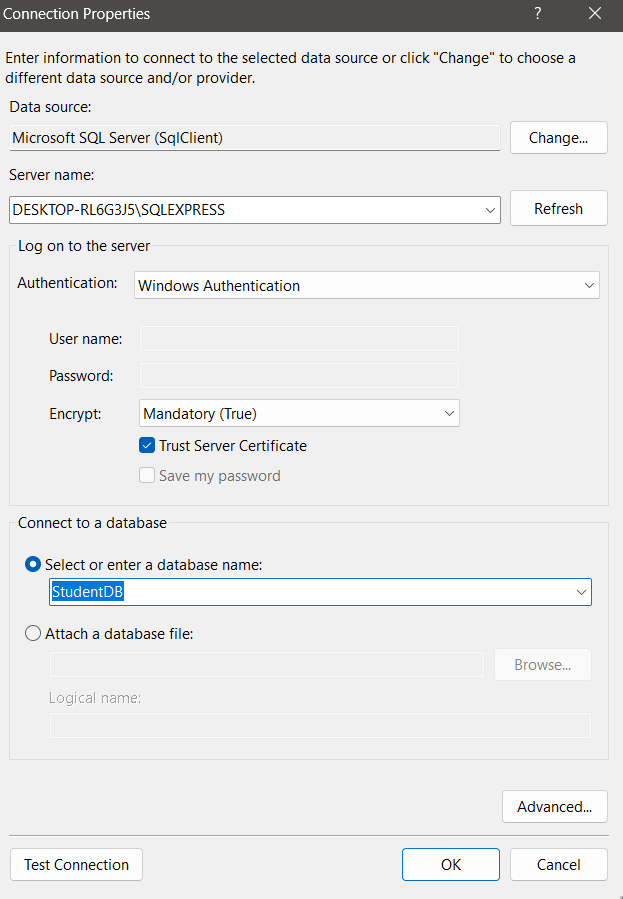 Connection Properties
?
Enter information to connect to the selected data source or click "Change" to choose a
different data source and/or provider.
Data source:
Microsoft SQL Server (SqlClient)
Change...
Server name:
DESKTOP-RL6G3J5\SQLEXPRESS
Refresh
Log on to the server
Authentication:
Windows Authentication
User name:
Password:
Encrypt:
Mandatory (True)
Trust Server Certificate
Save my password
Connect to a database
Select or enter a database name:
StudentDB
Attach a database file:
Browse...
Logical name:
Advanced...
Test Connection
OK
Cancel